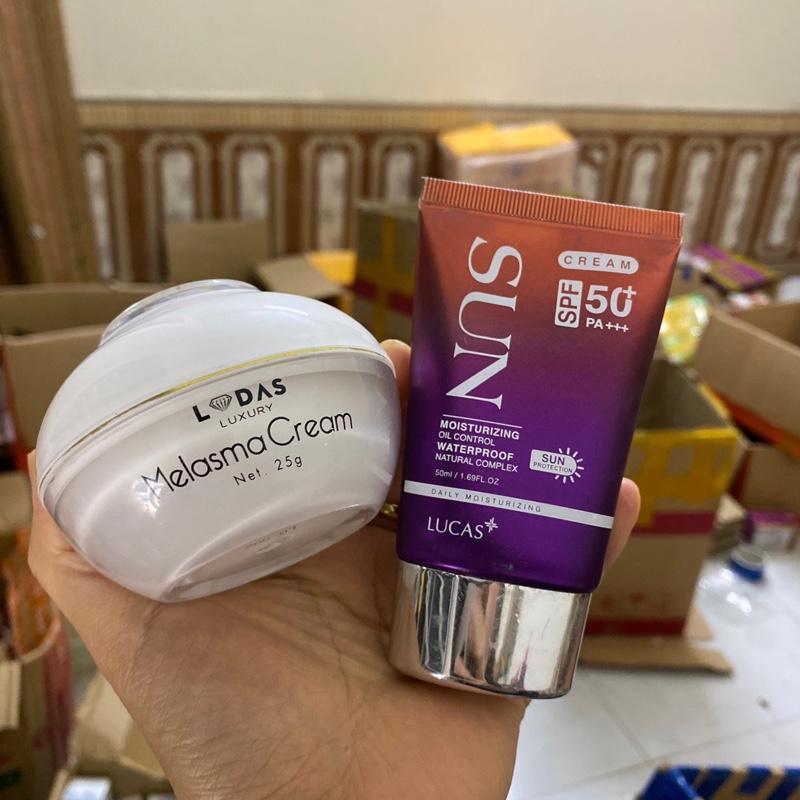 LODAS
LUXURY
Melasma Cream
Net. 25g
SUN
CREAM
SPF 50+
PA+++
MOISTURIZING
OIL CONTROL
WATERPROOF
NATURAL COMPLEX
50ml / 1.69FL.OZ
SUN
PROTECTION
DAILY MOISTURIZING
LUCAS